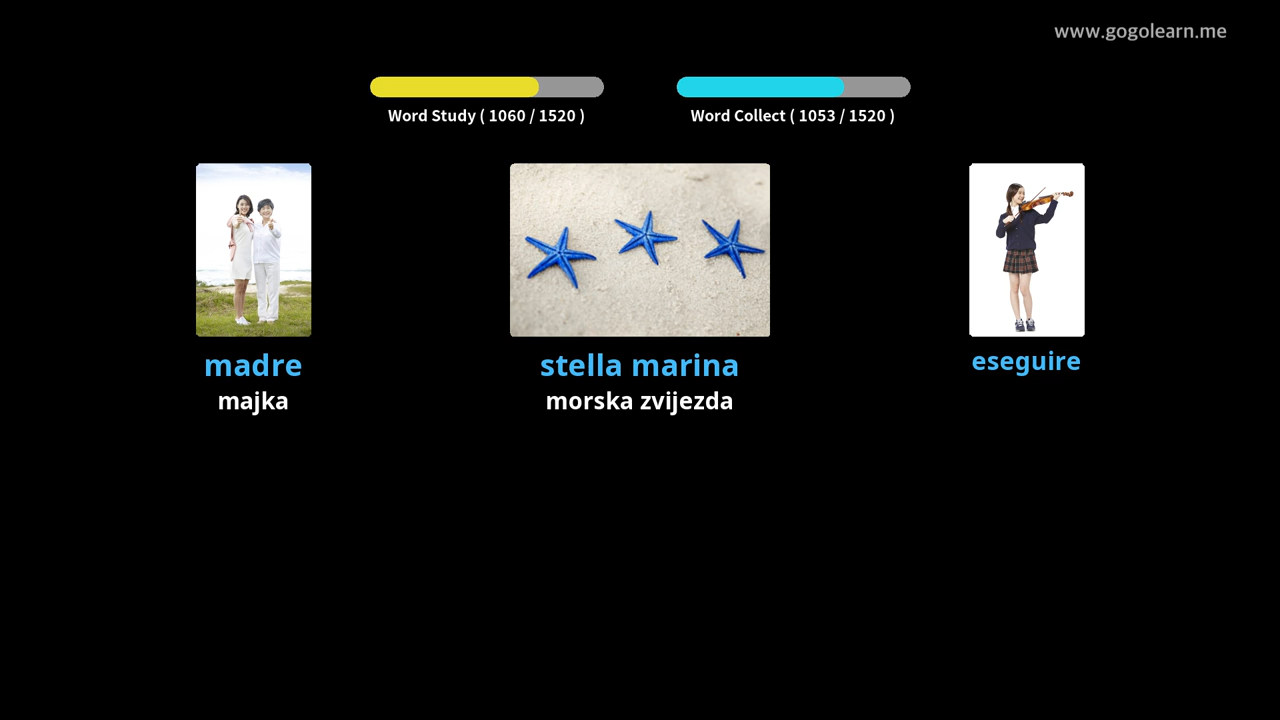 www.gogolearn.me
Word Study ( 1060 / 1520 )
Word Collect ( 1053 / 1520 )
madre
majka
stella marina
morska zvijezda
eseguire